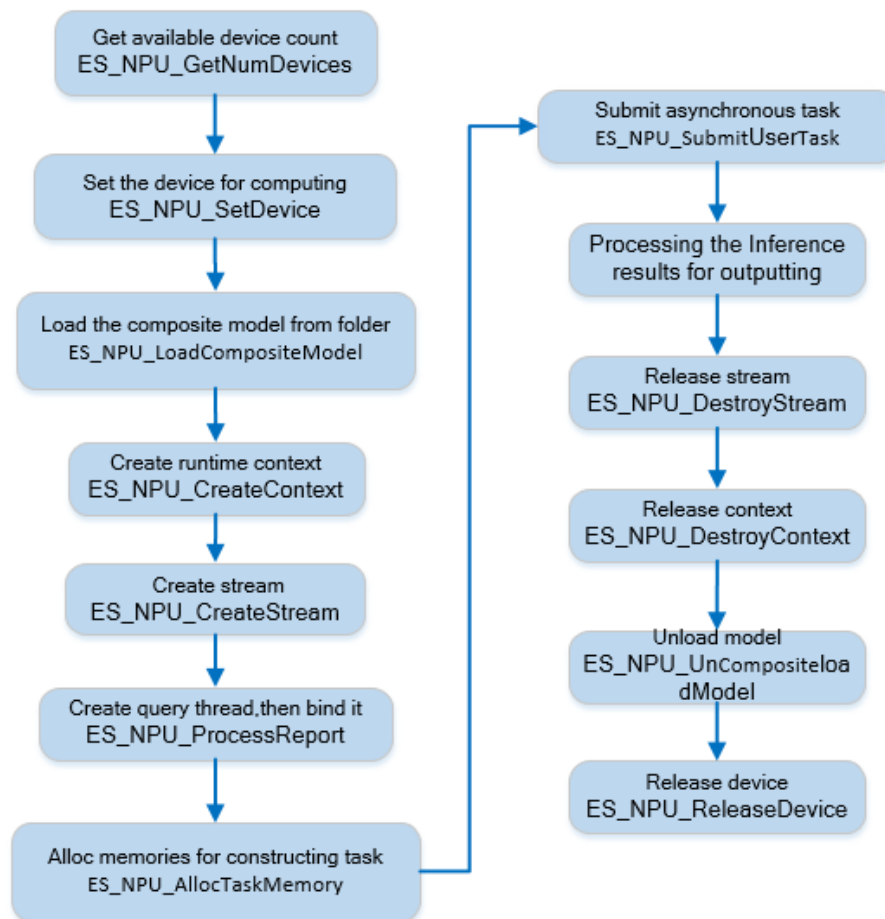 Get available device count
ES_NPU_GetNumDevices
Set the device for computing
ES_NPU_SetDevice
Load the composite model from folder
ES_NPU_LoadCompositeModel
Create runtime context
ES_NPU_CreateContext
Create stream
ES_NPU_CreateStream
Create query thread,then bind it
ES_NPU_ProcessReport
Alloc memories for constructing task
ES_NPU_AllocTaskMemory
Submit asynchronous task
ES_NPU_SubmitUserTask
Processing the Inference
results for outputting
Release stream
ES_NPU_DestroyStream
Release context
ES_NPU_DestroyContext
Unload model
ES_NPU_UnCompositeloa
dModel
Release device
ES_NPU_ReleaseDevice